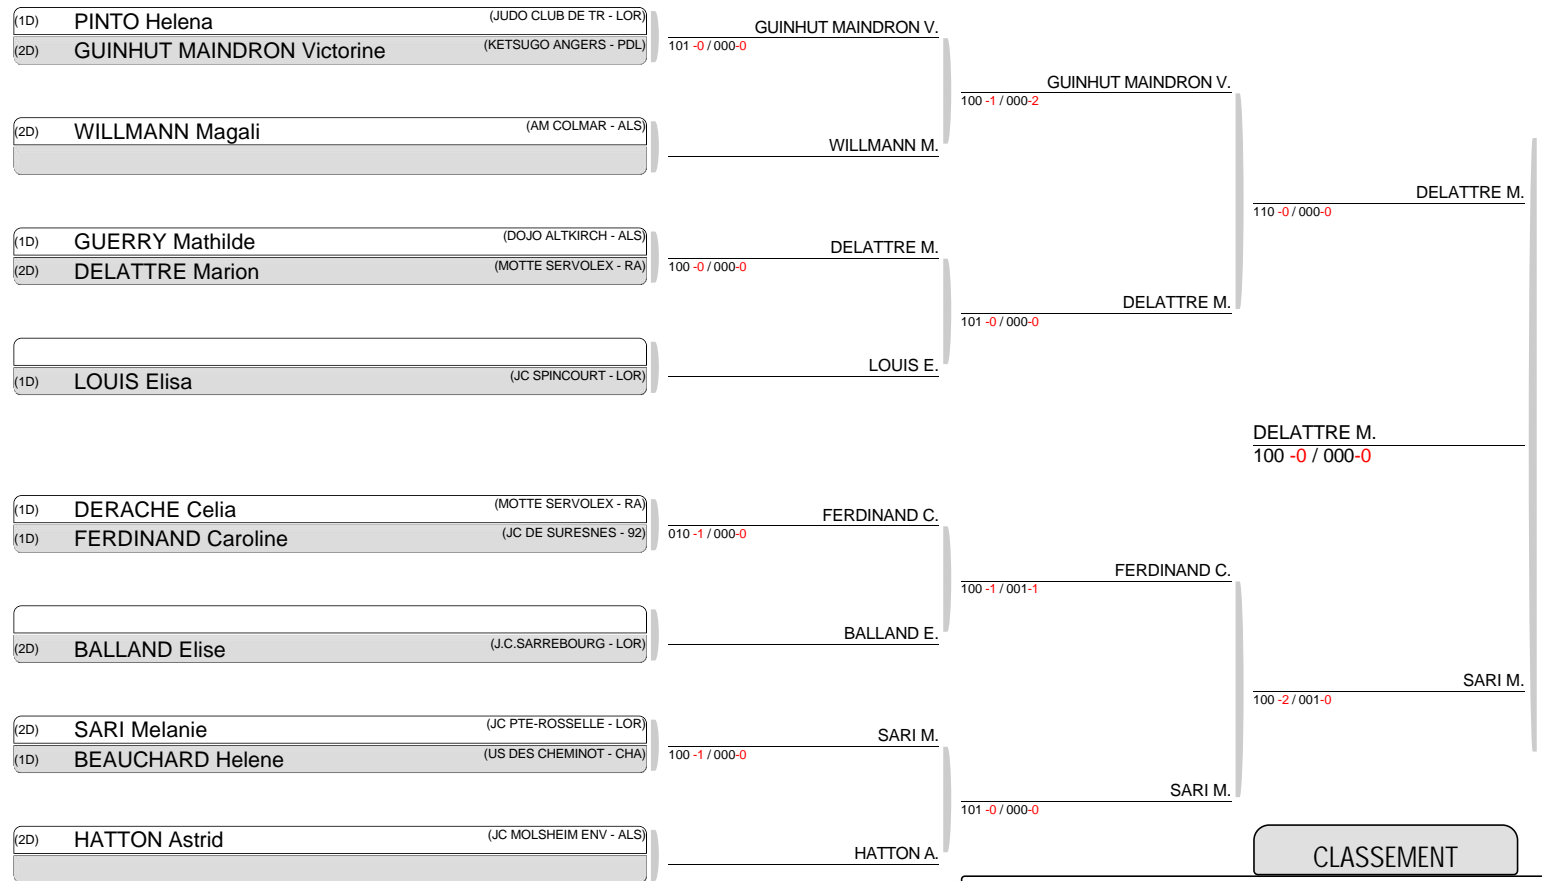 (1D) PINTO Helena (JUDO CLUB DE TR - LOR)
(2D) GUINHUT MAINDRON Victorine (KETSUGO ANGERS - PDL)
(2D) WILLMANN Magali (AM COLMAR - ALS)
(1D) GUERRY Mathilde (DOJO ALTKIRCH - ALS)
(2D) DELATTRE Marion (MOTTE SERVOLEX - RA)
(1D) LOUIS Elisa (JC SPINCOURT - LOR)
(1D) DERACHE Celia (MOTTE SERVOLEX - RA)
(1D) FERDINAND Caroline (JC DE SURESNES - 92)
(2D) BALLAND Elise (J.C.SARREBOURG - LOR)
(2D) SARI Melanie (JC PTE-ROSSELLE - LOR)
(1D) BEAUCHARD Helene (US DES CHEMINOT - CHA)
(2D) HATTON Astrid (JC MOLSHEIM ENV - ALS)
GUINHUT MAINDRON V.
101 -0 / 000-0
WILLMANN M.
DELATTRE M.
100 -0 / 000-0
LOUIS E.
FERDINAND C.
010 -1 / 000-0
BALLAND E.
SARI M.
100 -1 / 000-0
HATTON A.
GUINHUT MAINDRON V.
100 -1 / 000-2
DELATTRE M.
101 -0 / 000-0
FERDINAND C.
100 -1 / 001-1
SARI M.
101 -0 / 000-0
DELATTRE M.
110 -0 / 000-0
DELATTRE M.
100 -0 / 000-0
SARI M.
100 -2 / 001-0
CLASSEMENT